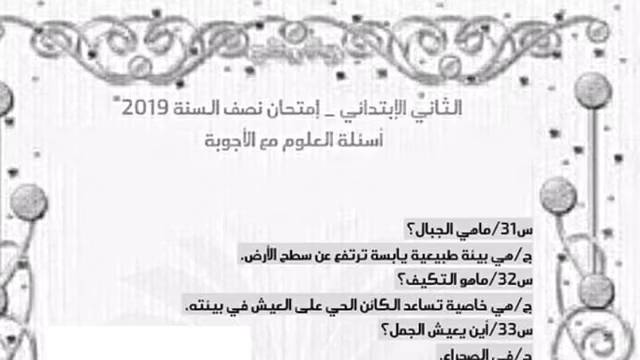 الثاني الإبتدائي _ إمتحان نصف السنة 2019
أسئلة العلوم مع الأجوبة
س31/ماهي الجبال؟
ج/هي بيئة طبيعية يابسة ترتفع عن سطح الأرض.
س32/ماهو التكيف؟
ج/هي خاصية تساعد الكائن الحي على العيش في بيئته.
س33/أين يعيش الجمل؟
ج/في الصحراء.